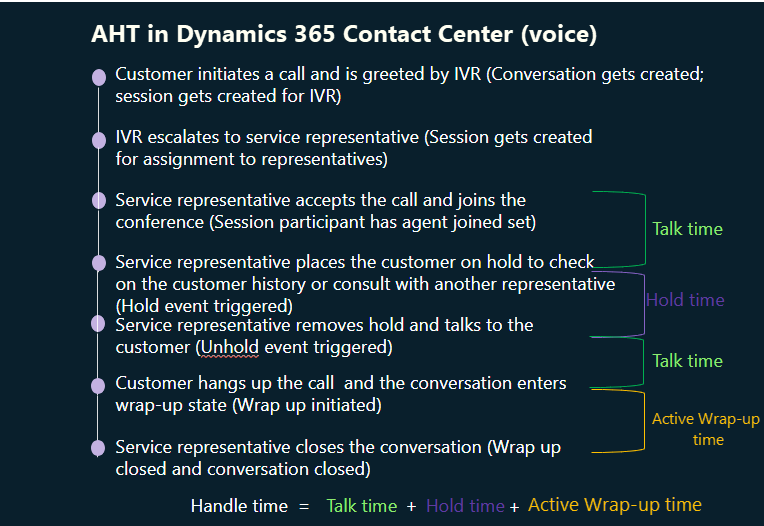 AHT in Dynamics 365 Contact Center (voice)
Customer initiates a call and is greeted by IVR (Conversation gets created;
session gets created for IVR)
IVR escalates to service representative (Session gets created
for assignment to representatives)
Service representative accepts the call and joins the
conference (Session participant has agent joined set)
Talk time
Service representative places the customer on hold to check
on the customer history or consult with another representative
(Hold event triggered)
Hold time
Service representative removes hold and talks to the
customer (Unhold event triggered)
Talk time
Customer hangs up the call and the conversation enters
wrap-up state (Wrap up initiated)
Active Wrap-up
time
Service representative closes the conversation (Wrap up
closed and conversation closed)
Handle time = Talk time + Hold time + Active Wrap-up time